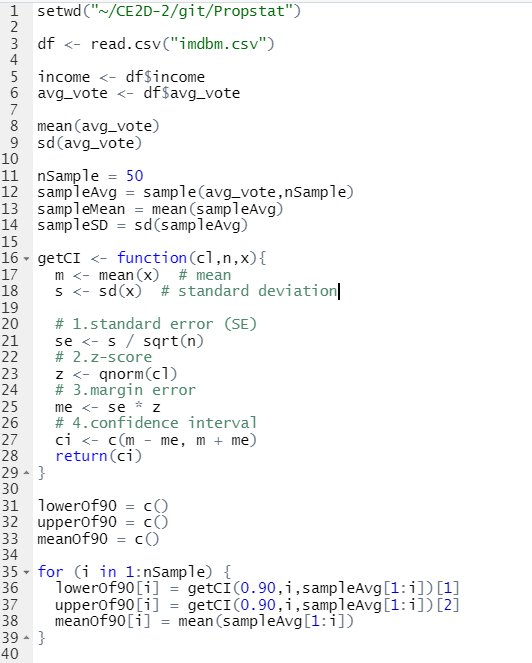 1 setwd("~/CE2D-2/git/Propstat")
2
3 df <- read.csv("imdbm.csv")
4
5 income <- df$income
6 avg_vote <- df$avg_vote
7
8 mean(avg_vote)
9 sd(avg_vote)
10
11 nSample = 50
12 sampleAvg = sample(avg_vote,nSample)
13 sampleMean = mean(sampleAvg)
14 sampleSD = sd(sampleAvg)
15
16 getCI <- function(cl,n,x){
17   m <- mean(x)  # mean
18   s <- sd(x)  # standard deviation
19
20   # 1.standard error (SE)
21   se <- s / sqrt(n)
22   # 2.z-score
23   z <- qnorm(cl)
24   # 3.margin error
25   me <- se * z
26   # 4.confidence interval
27   ci <- c(m - me, m + me)
28   return(ci)
29 }
30
31 lowerOf90 = c()
32 upperOf90 = c()
33 meanOf90 = c()
34
35 for (i in 1:nSample) {
36   lowerOf90[i] = getCI(0.90,i,sampleAvg[1:i])[1]
37   upperOf90[i] = getCI(0.90,i,sampleAvg[1:i])[2]
38   meanOf90[i] = mean(sampleAvg[1:i])
39 }
40